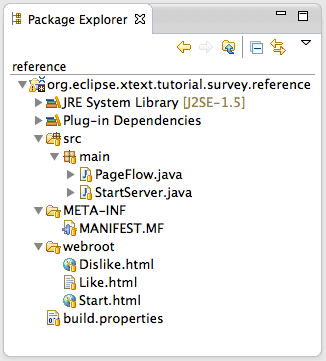 Package Explorer
reference
org.eclipse.xtext.tutorial.survey.reference
JRE System Library [J2SE-1.5]
Plug-in Dependencies
src
main
PageFlow.java
StartServer.java
META-INF
MANIFEST.MF
webroot
Dislike.html
Like.html
Start.html
build.properties